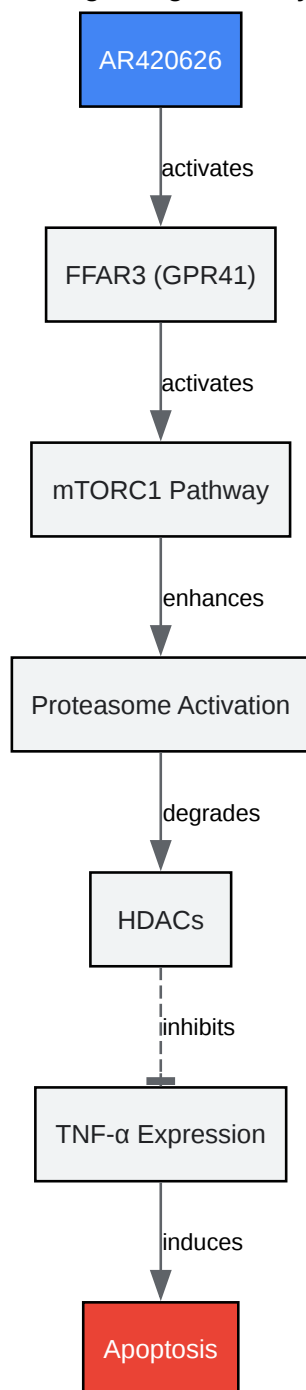 AR420626
activates
FFAR3 (GPR41)
activates
mTORC1 Pathway
enhances
Proteasome Activation
degrades
HDACs
inhibits
TNF-α Expression
induces
Apoptosis